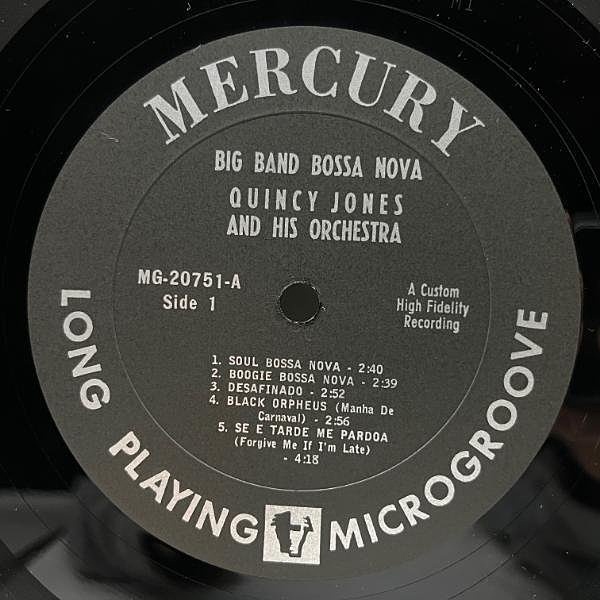 M1
MERCURY
BIG BAND BOSSA NOVA
QUINCY JONES
AND HIS ORCHESTRA
MG-20751-A
Side 1
A Custom
High Fidelity
Recording
1. SOUL BOSSA NOVA - 2:40
2. BOOGIE BOSSA NOVA - 2:39
3. DESAFINADO - 2:52
4. BLACK ORPHEUS (Manha De
Carnaval) - 2:56
5. SE E TARDE ME PARDOA
(Forgive Me If I'm Late)
- 4:18
LONG PLAYING MICROGROOVE